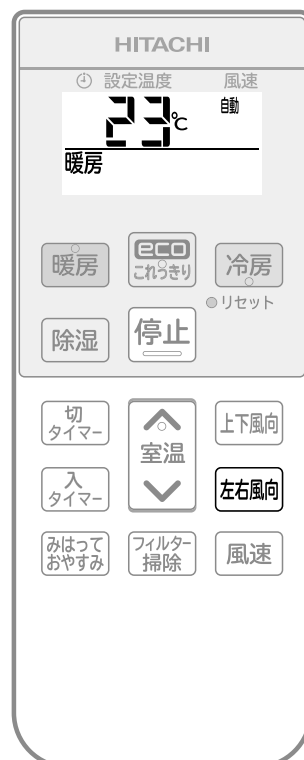 HITACHI
設定温度 風速
23℃ 自動
暖房
暖房 eco これっきり 冷房
リセット
除湿 停止
切タイマー 室温 上下風向
入タイマー 左右風向
みはっておやすみ フィルター掃除 風速